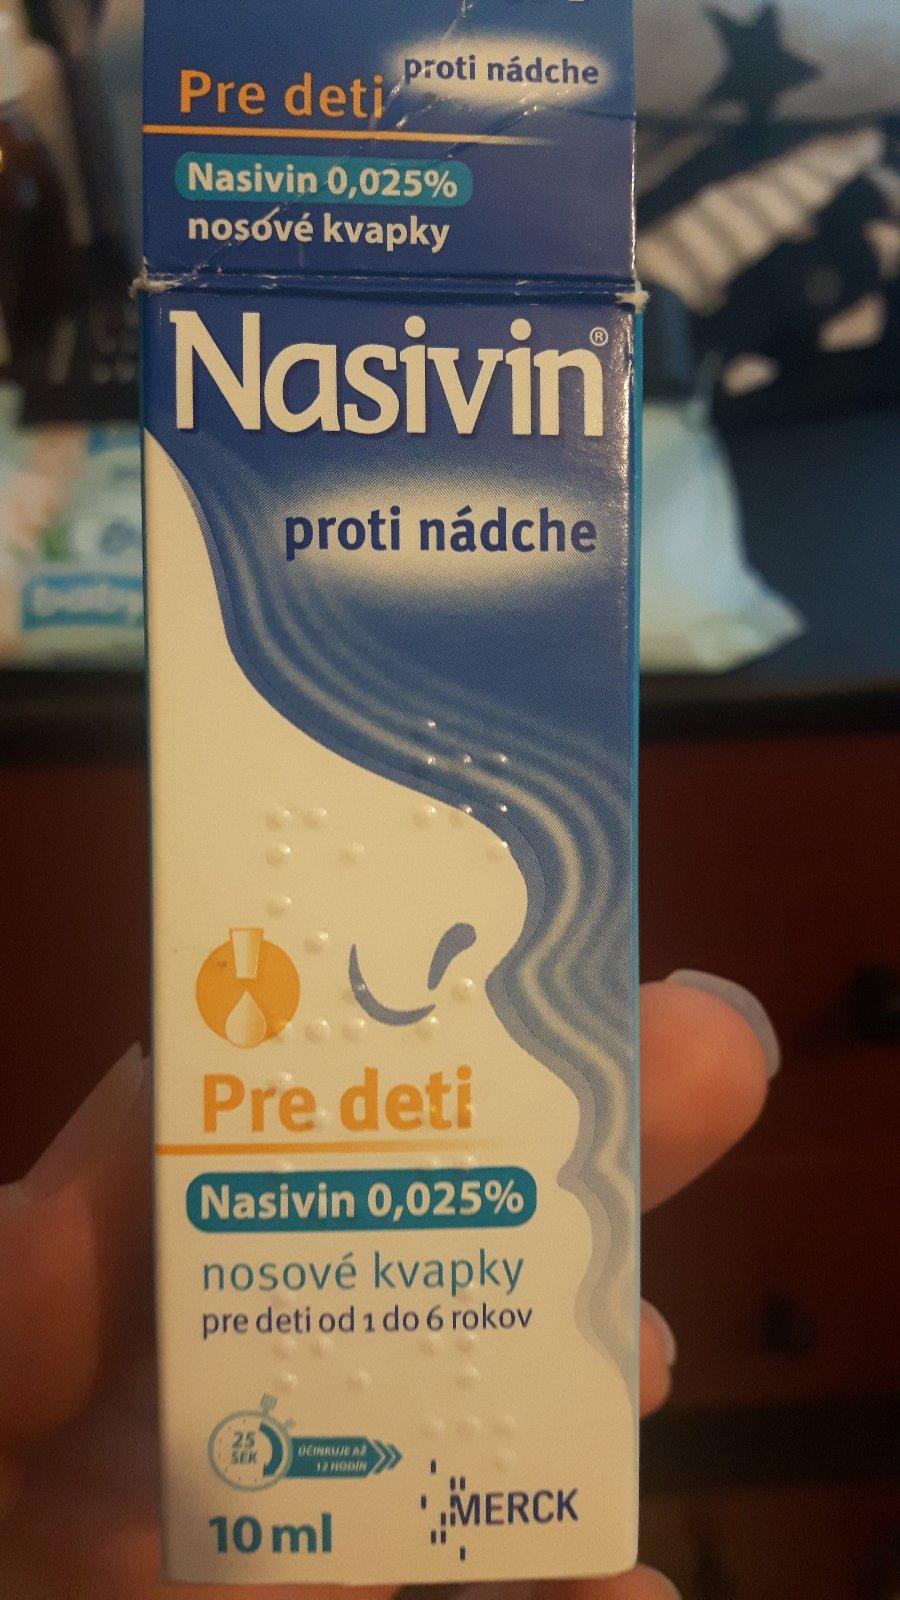 proti nádche
Pre deti
Nasivin 0,025%
nosové kvapky
Nasivin®
proti nádche
Pre deti
Nasivin 0,025%
nosové kvapky
pre deti od 1 do 6 rokov
25
SEK
ÚČINKUJE AŽ
12 HODÍN
10 ml
MERCK
baby